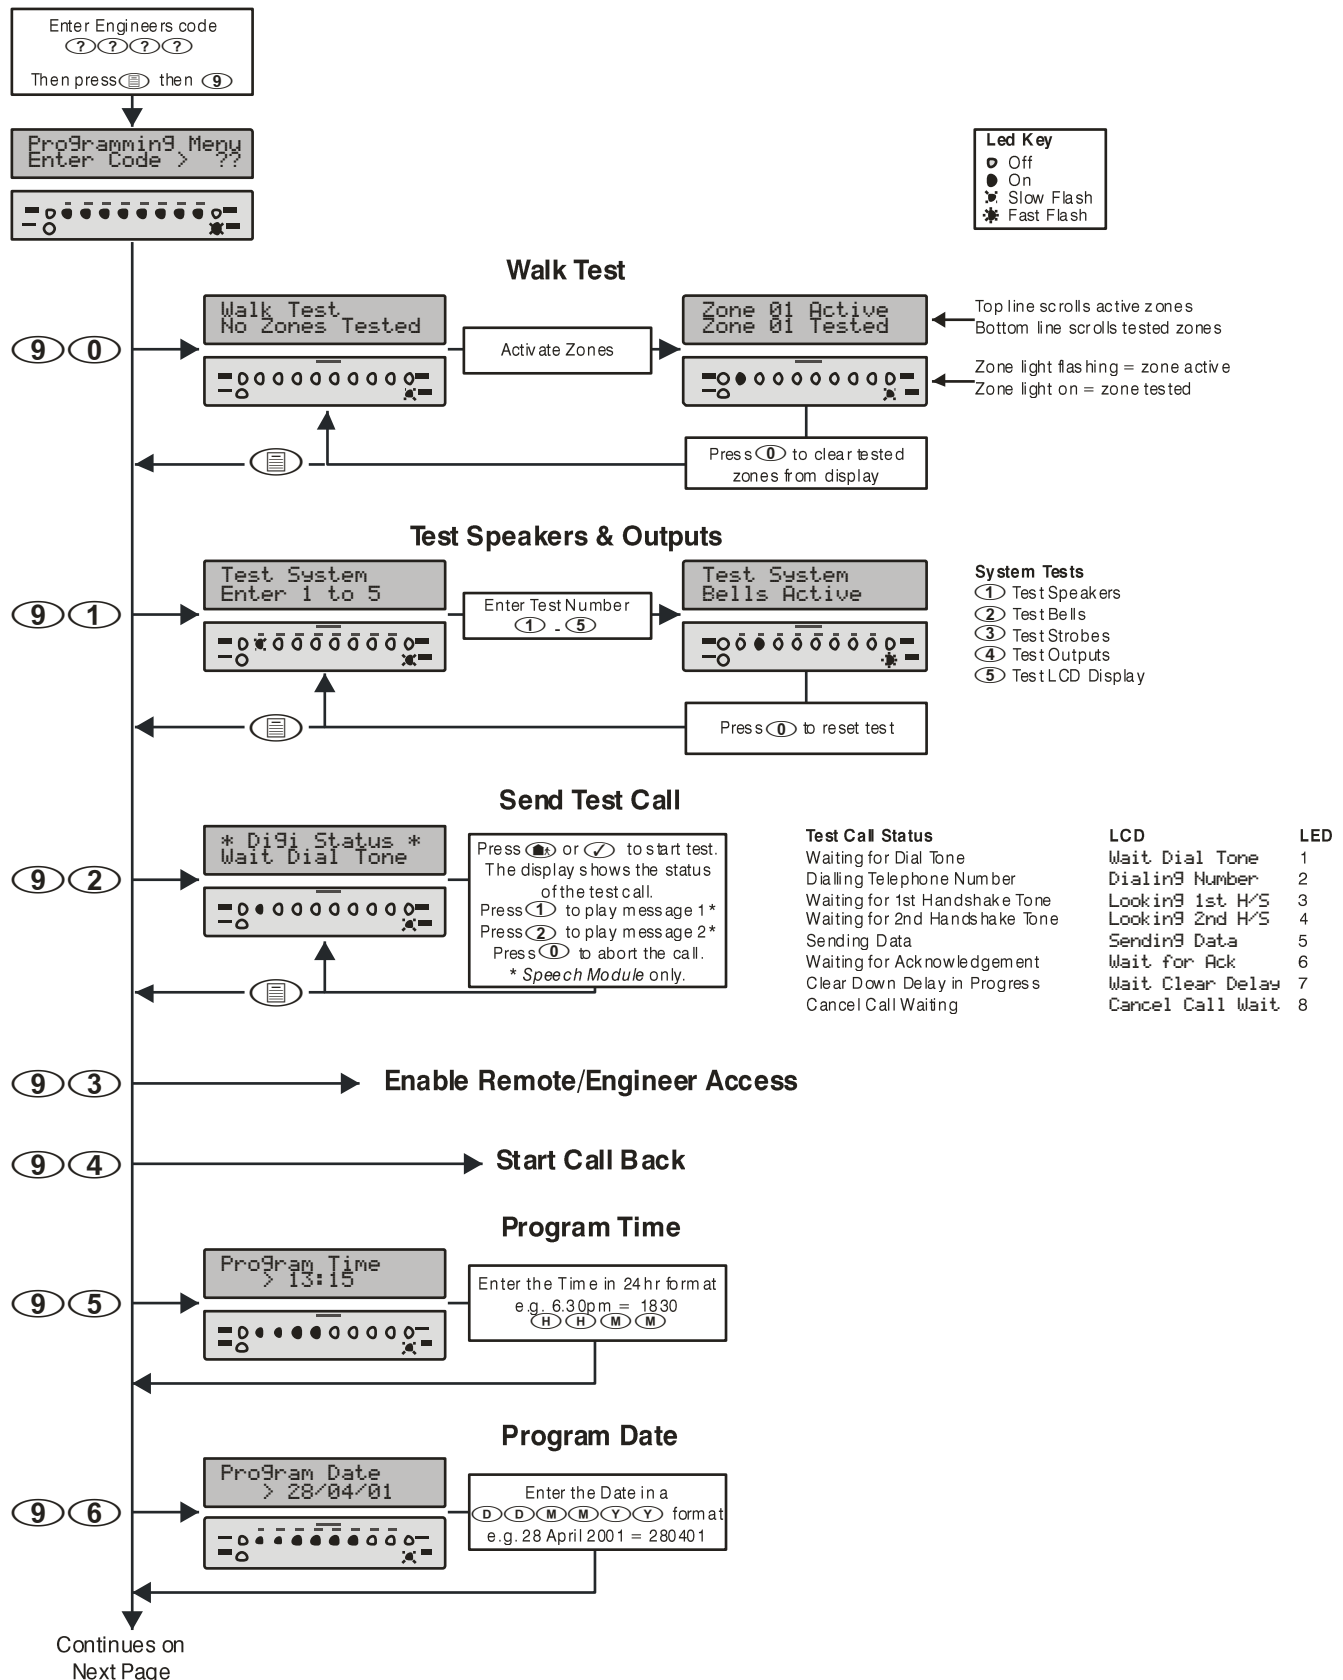 Enter Engineers code
? ? ? ?
Then press then 9
Programming Menu
Enter Code > ??
Led Key
Off
On
Slow Flash
Fast Flash
Walk Test
9 0
Walk Test
No Zones Tested
Activate Zones
Zone 01 Active
Zone 01 Tested
Top line scrolls active zones
Bottom line scrolls tested zones
Zone light flashing = zone active
Zone light on = zone tested
Press 0 to clear tested
zones from display
Test Speakers & Outputs
9 1
Test System
Enter 1 to 5
Enter Test Number
1 - 5
Test System
Bells Active
Press 0 to reset test
System Tests
1 Test Speakers
2 Test Bells
3 Test Strobes
4 Test Outputs
5 Test LCD Display
Send Test Call
9 2
* Digi Status *
Wait Dial Tone
Press or to start test.
The display shows the status
of the test call.
Press 1 to play message 1*
Press 2 to play message 2*
Press 0 to abort the call.
* Speech Module only.
Test Call Status LCD LED
Waiting for Dial Tone Wait Dial Tone 1
Dialling Telephone Number Dialing Number 2
Waiting for 1st Handshake Tone Looking 1st H/S 3
Waiting for 2nd Handshake Tone Looking 2nd H/S 4
Sending Data Sending Data 5
Waiting for Acknowledgement Wait for Ack 6
Clear Down Delay in Progress Wait Clear Delay 7
Cancel Call Waiting Cancel Call Wait 8
9 3 Enable Remote/Engineer Access
9 4 Start Call Back
Program Time
9 5
Program Time
> 13:15
Enter the Time in 24hr format
e.g. 6.30pm = 1830
H H M M
Program Date
9 6
Program Date
> 28/04/01
Enter the Date in a
D D M M Y Y format
e.g. 28 April 2001 = 280401
Continues on
Next Page